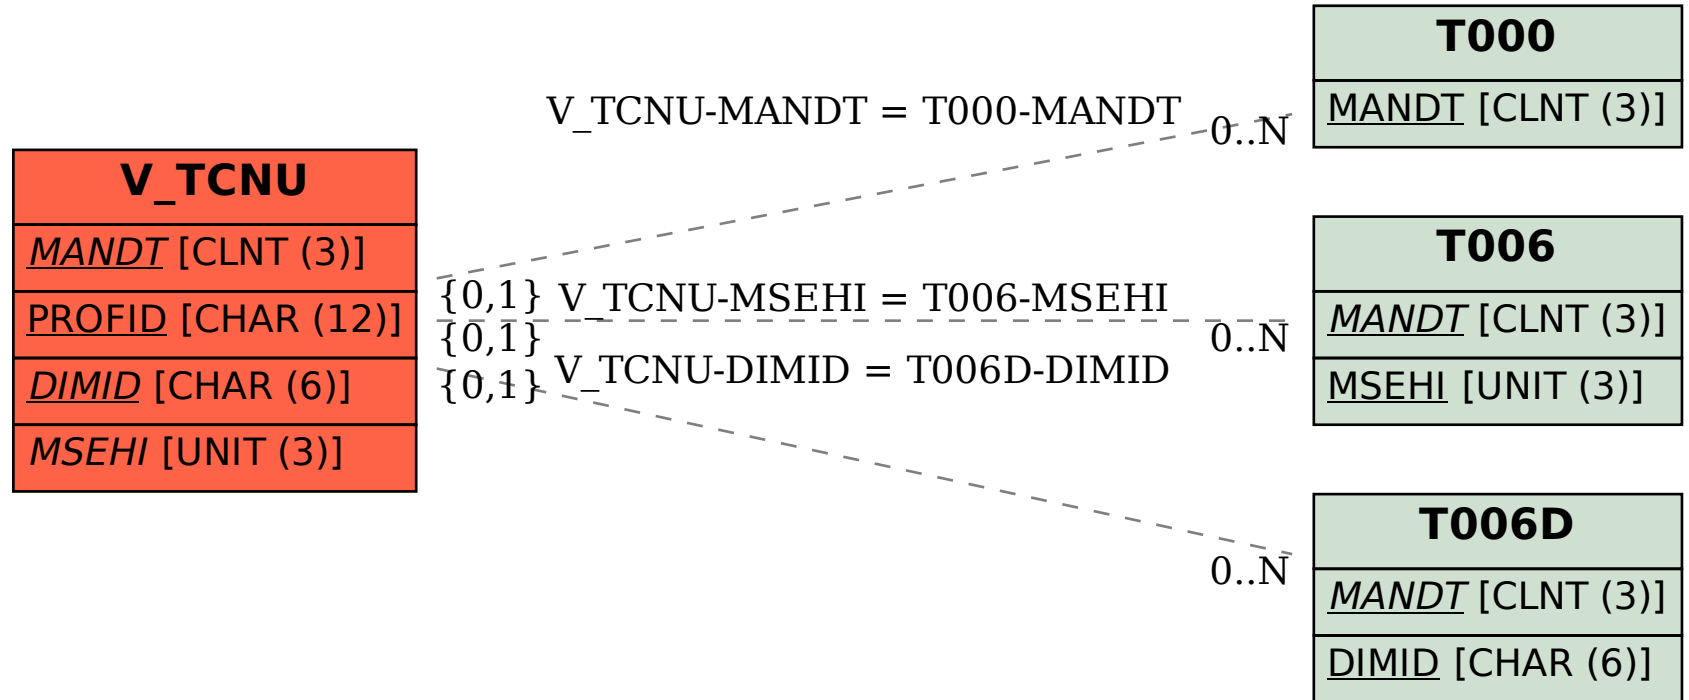 V_TCNU
MANDT [CLNT (3)]
PROFID [CHAR (12)]
DIMID [CHAR (6)]
MSEHI [UNIT (3)]
V_TCNU-MANDT = T000-MANDT
0..N
{0,1}
V_TCNU-MSEHI = T006-MSEHI
0..N
{0,1}
V_TCNU-DIMID = T006D-DIMID
0..N
{0,1}
T000
MANDT [CLNT (3)]
T006
MANDT [CLNT (3)]
MSEHI [UNIT (3)]
T006D
MANDT [CLNT (3)]
DIMID [CHAR (6)]